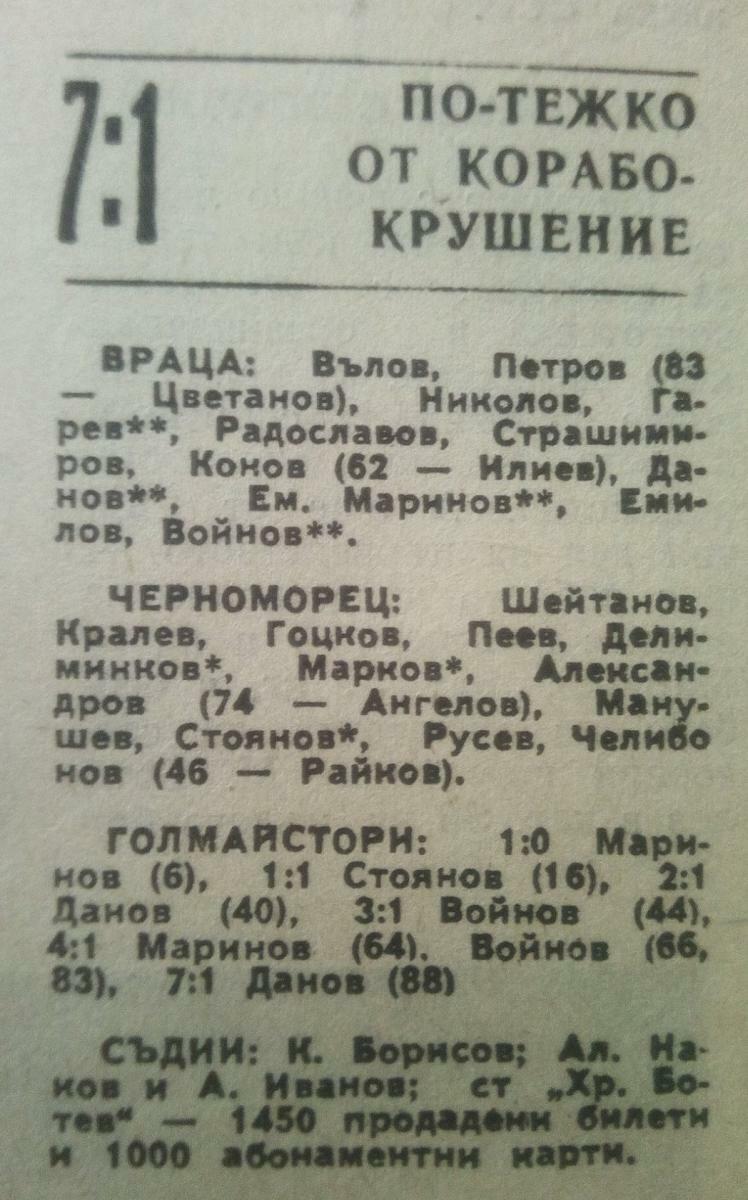 7:1
ПО-ТЕЖКО
ОТ КОРАБО-
КРУШЕНИЕ
ВРАЦА: Вълов, Петров (83
— Цветанов), Николов, Га-
рев**, Радославов, Страшими-
ров, Конов (62 — Илиев), Да-
нов**, Ем. Маринов**, Еми-
лов, Войнов**.
ЧЕРНОМОРЕЦ: Шейтанов,
Кралев, Гоцков, Пеев, Дели-
минков*, Марков*, Алексан-
дров (74 — Ангелов), Ману-
шев, Стоянов*, Русев, Челибо
нов (46 — Райков).
ГОЛМАЙСТОРИ: 1:0 Мари-
нов (6), 1:1 Стоянов (16), 2:1
Данов (40), 3:1 Войнов (44),
4:1 Маринов (64). Войнов (66,
83), 7:1 Данов (88)
СЪДИИ: К. Борисов; Ал. На-
ков и А. Иванов; ст „Хр. Бо-
тев“ — 1450 продадени билети
и 1000 абонаментни карти.